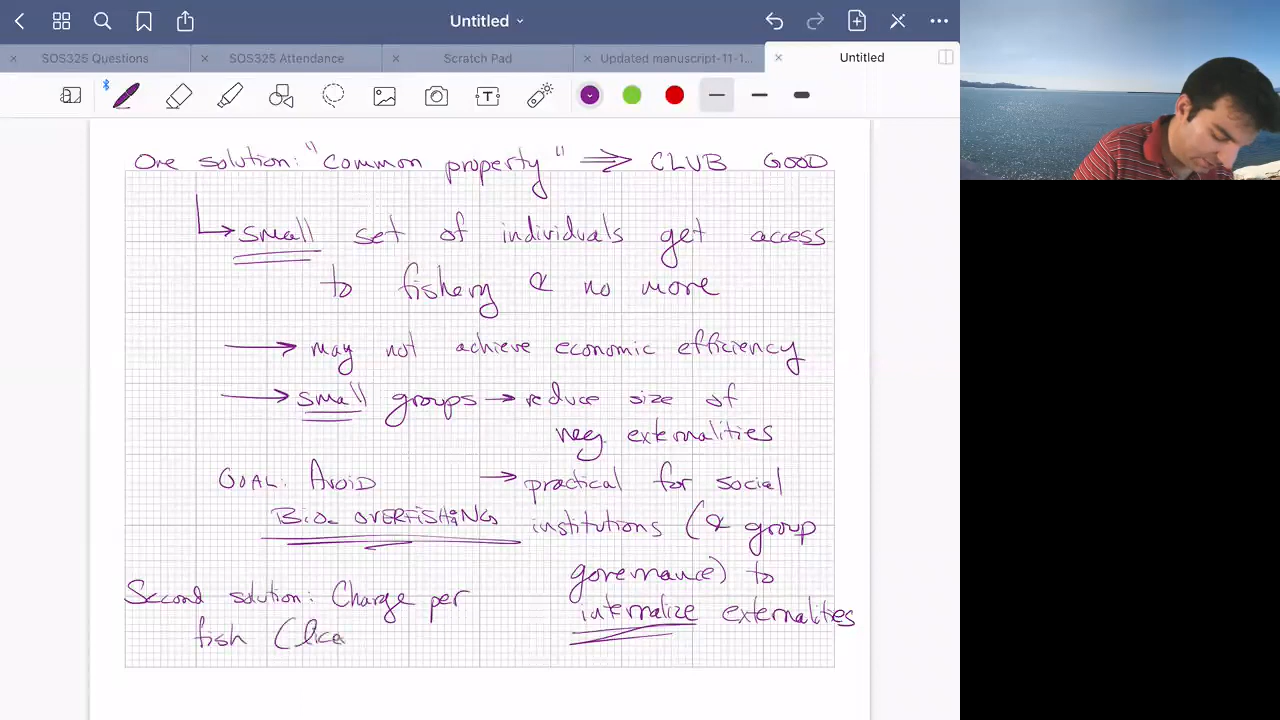 Untitled
SOS325 Questions
SOS325 Attendance
Scratch Pad
Updated manuscript-11-1...
Untitled
One solution: "Common property" ⇒ CLUB GOOD
↳ small set of individuals get access
to fishery & no more
→ may not achieve economic efficiency
→ small groups → reduce size of
neg. externalities
GOAL: AVOID
BIO. OVERFISHING
→ practical for social
institutions (& group
governance) to
internalize externalities
Second solution: Charge per
fish (lice